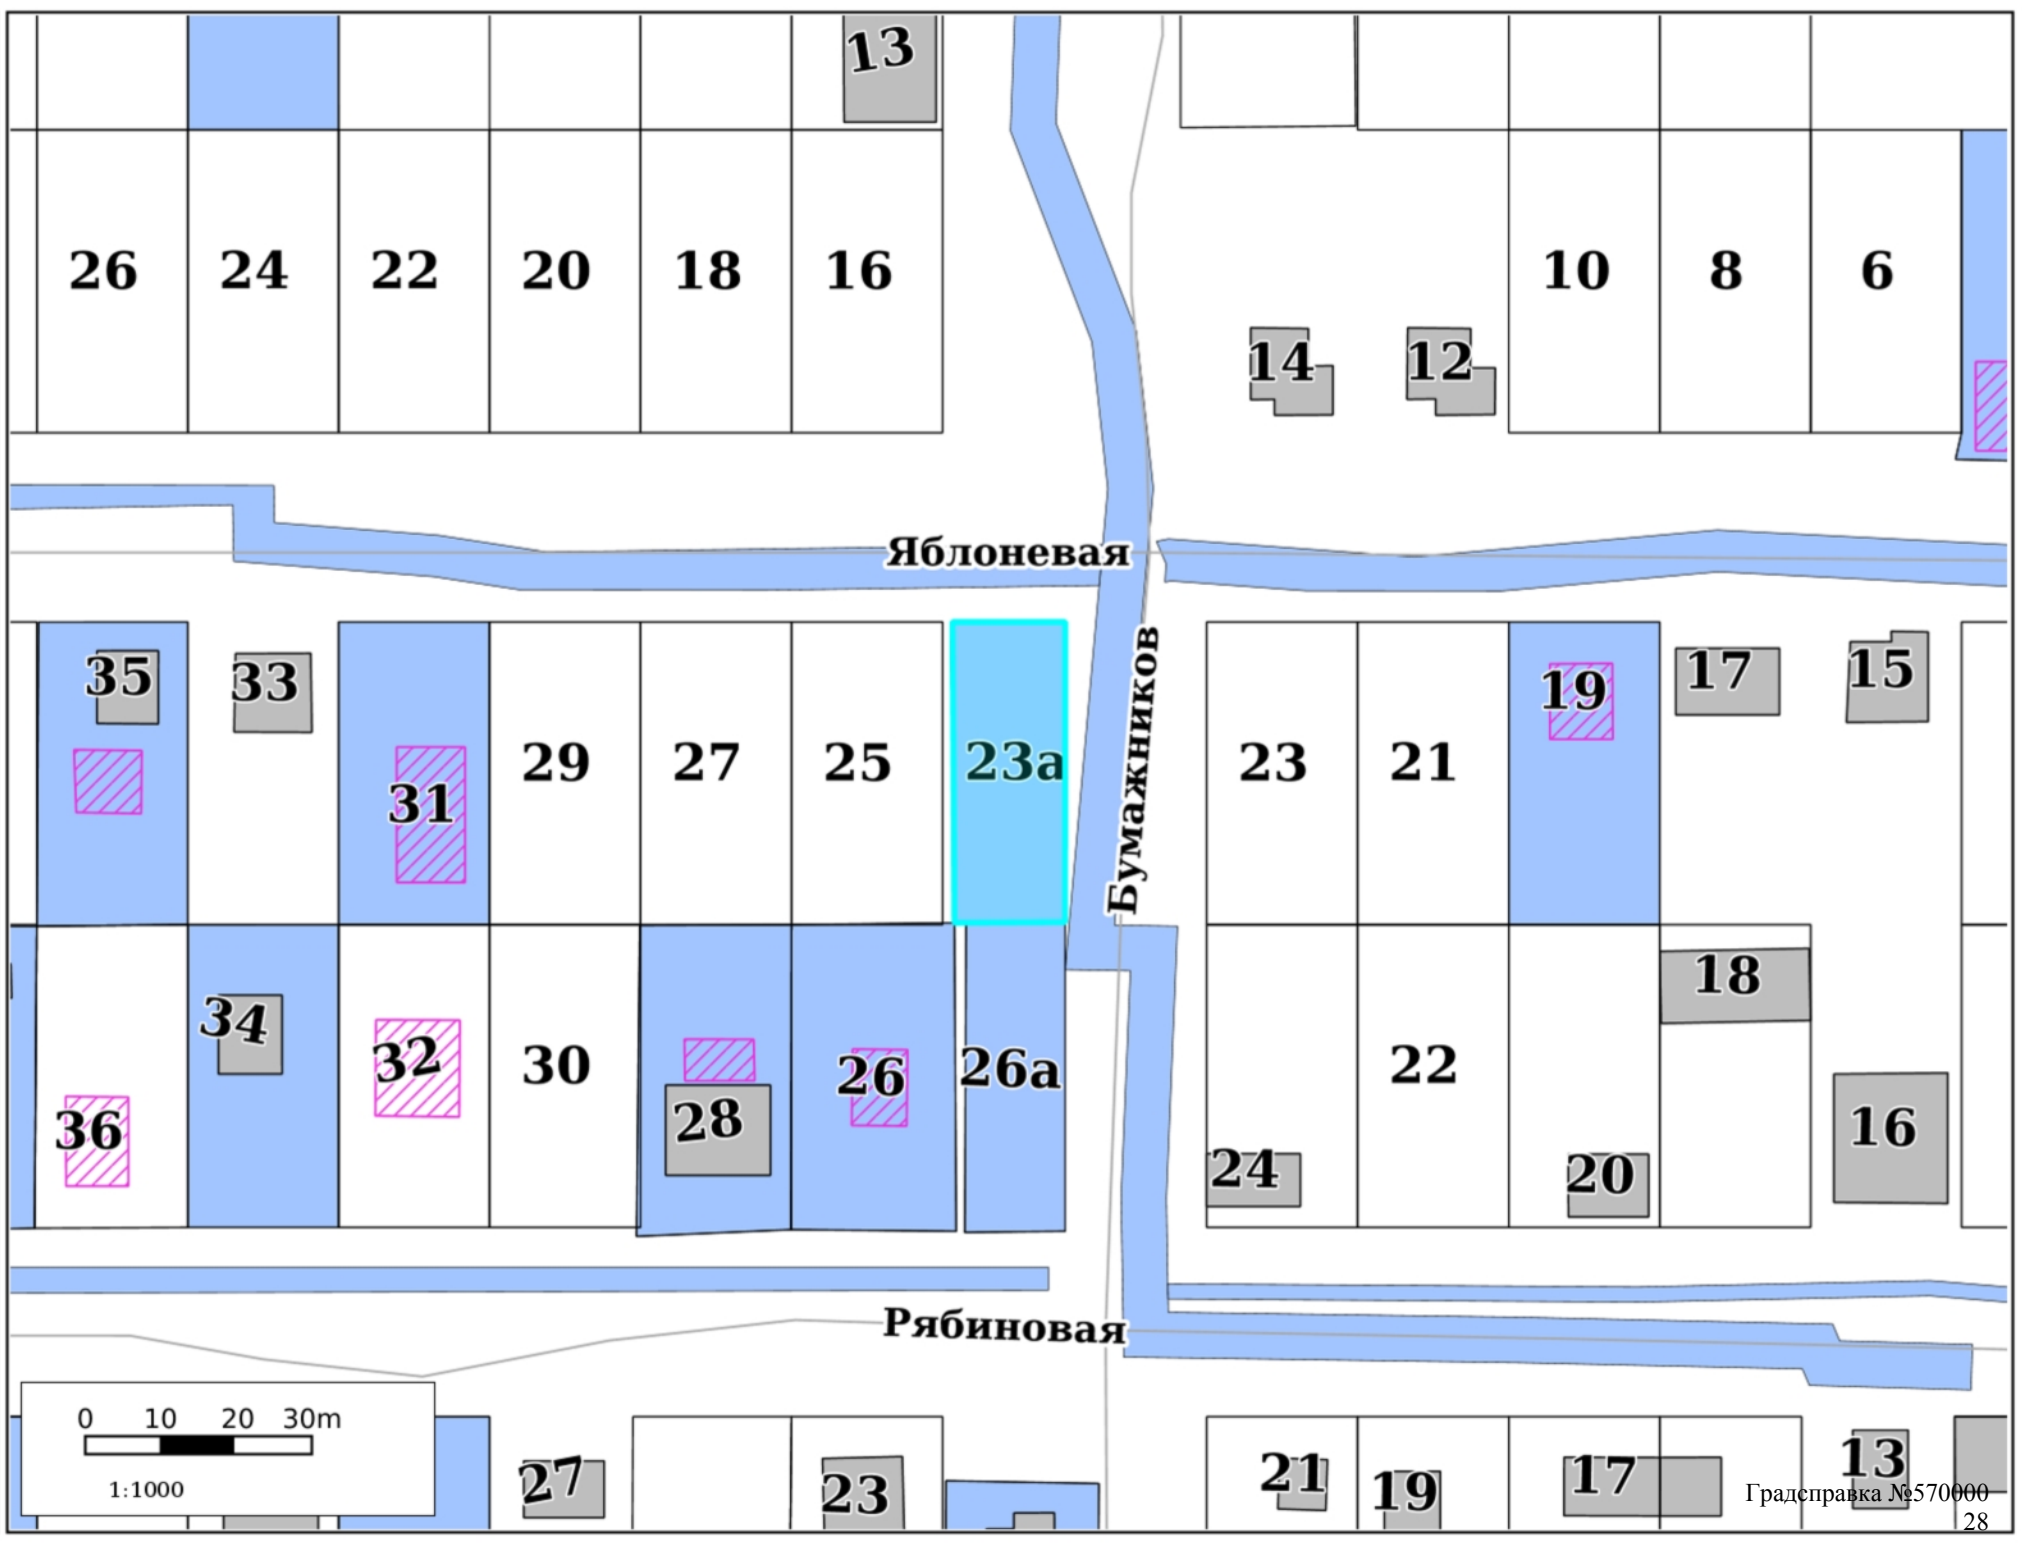 13
26 24 22 20 18 16 10 8 6
14 12
Яблоневая
35 33 19 17 15
31 29 27 25 23а Бумажников 23 21
34 32 30 28 26 26а 22 18
36 24 20 16
Рябиновая
0 10 20 30m
1:1000
27 23 21 19 17 13
Градсправка №570000
28